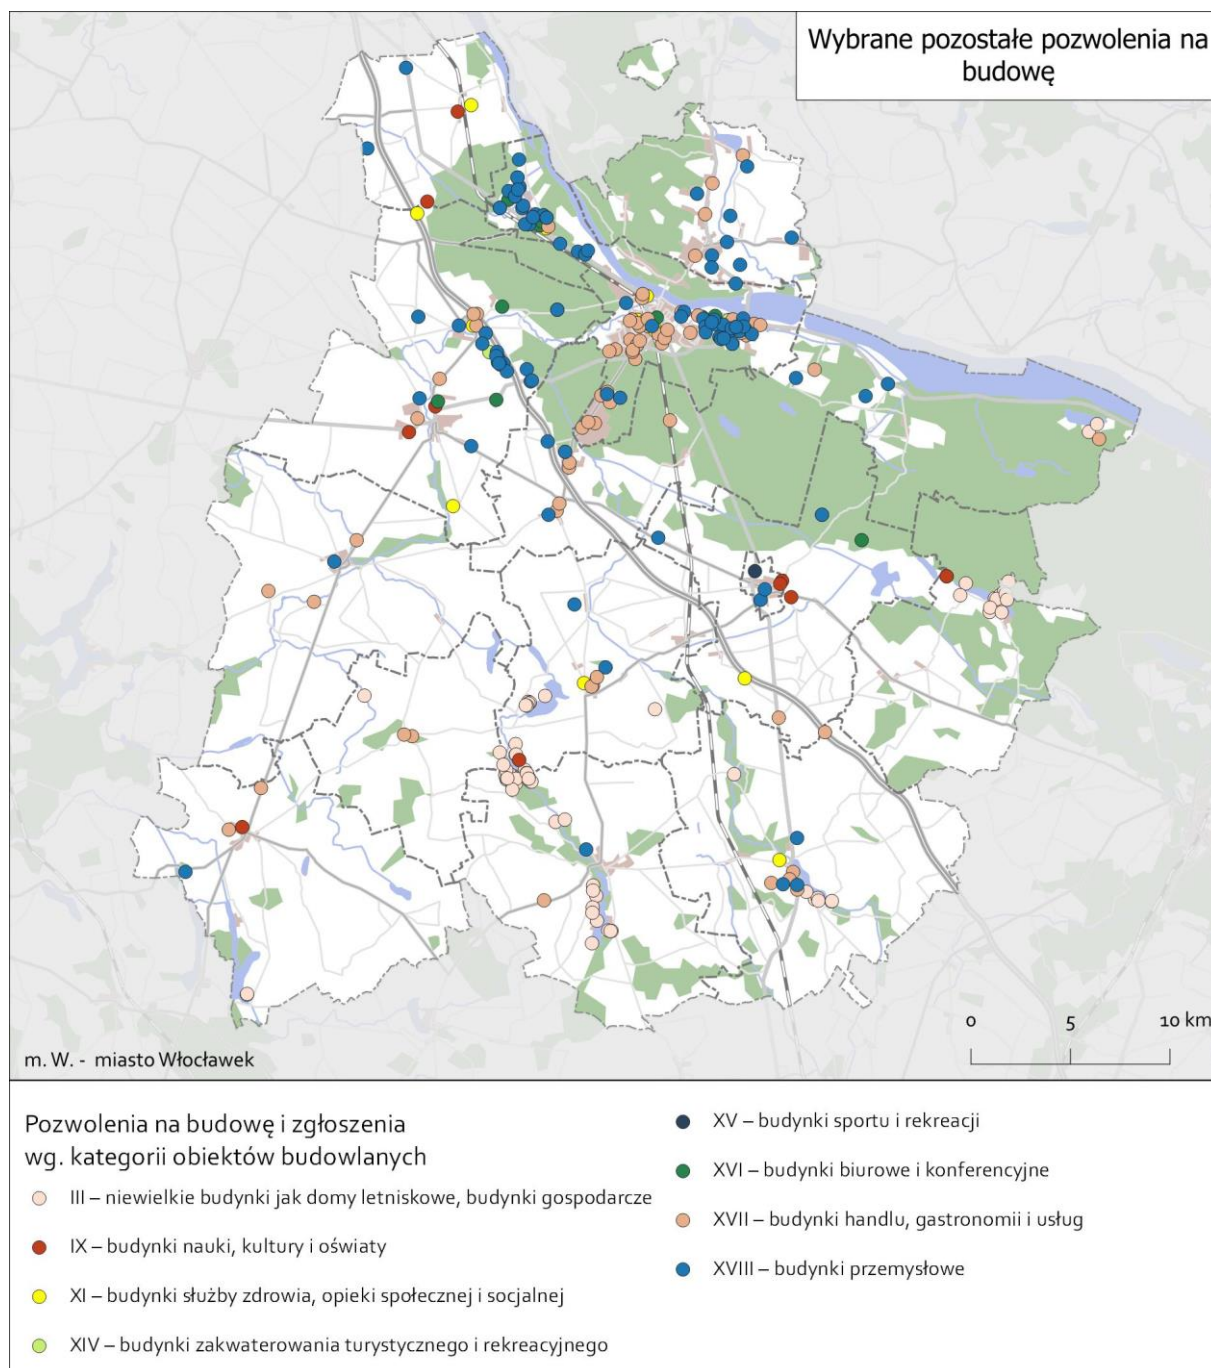 Wybrane pozostałe pozwolenia na
budowę
0 5 10 km
m. W. - miasto Włocławek
Pozwolenia na budowę i zgłoszenia
wg. kategorii obiektów budowlanych
III – niewielkie budynki jak domy letniskowe, budynki gospodarcze
IX – budynki nauki, kultury i oświaty
XI – budynki służby zdrowia, opieki społecznej i socjalnej
XIV – budynki zakwaterowania turystycznego i rekreacyjnego
XV – budynki sportu i rekreacji
XVI – budynki biurowe i konferencyjne
XVII – budynki handlu, gastronomii i usług
XVIII – budynki przemysłowe